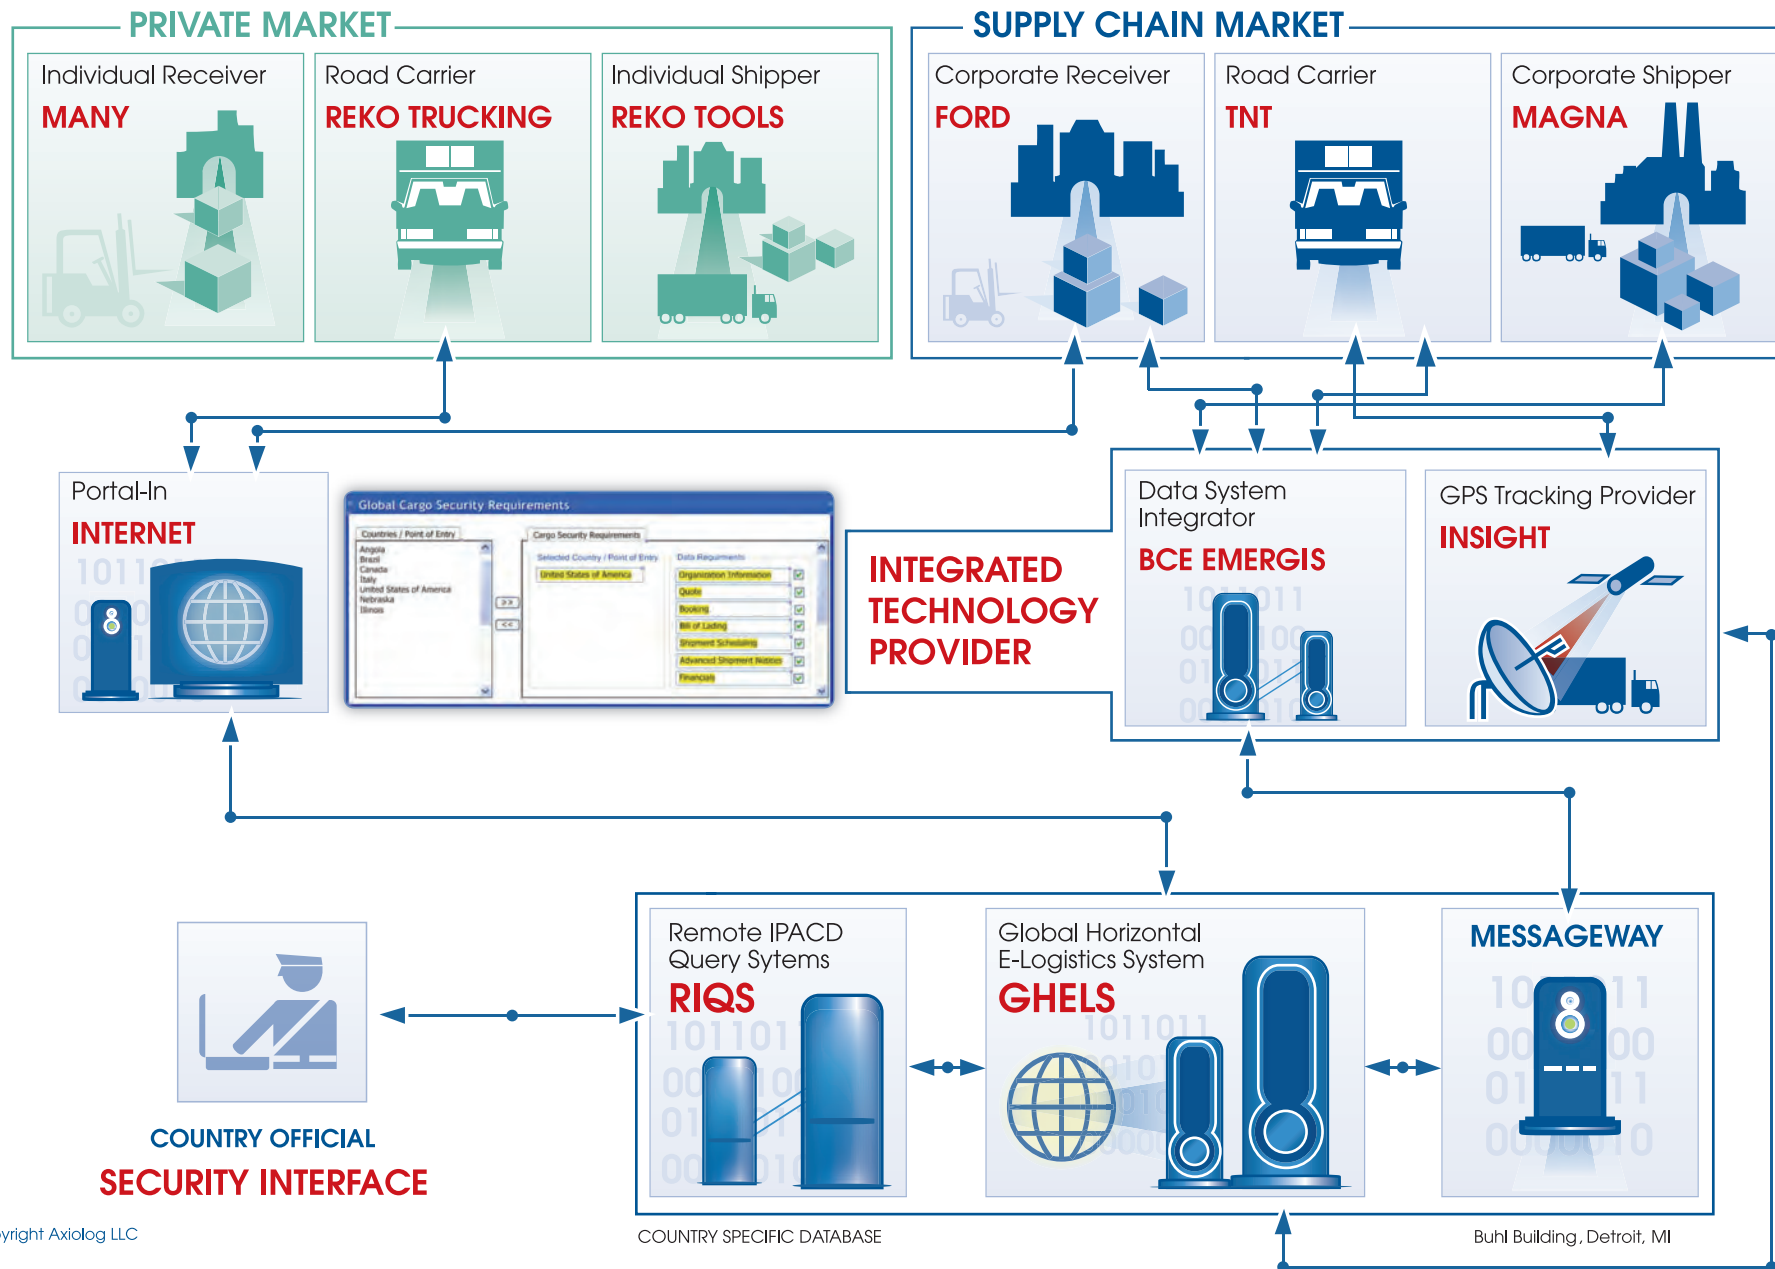 PRIVATE MARKET
SUPPLY CHAIN MARKET
Individual Receiver
MANY
Road Carrier
REKO TRUCKING
Individual Shipper
REKO TOOLS
Corporate Receiver
FORD
Road Carrier
TNT
Corporate Shipper
MAGNA
Portal-In
INTERNET
Global Cargo Security Requirements
Countries / Point of Entry
Angola
Brazil
Canada
Italy
United States of America
Nebraska
Illinois
>>
<<
Cargo Security Requirements
Selected Country / Point of Entry
United States of America
Data Requirments
Organization Information
Quote
Booking
Bill of Lading
Shipment Scheduling
Advanced Shipment Notices
Financials
INTEGRATED
TECHNOLOGY
PROVIDER
Data System
Integrator
BCE EMERGIS
GPS Tracking Provider
INSIGHT
COUNTRY OFFICIAL
SECURITY INTERFACE
Remote IPACD
Query Sytems
RIQS
1011011
Global Horizontal
E-Logistics System
GHELS
1011011
MESSAGEWAY
yright Axiolog LLC
COUNTRY SPECIFIC DATABASE
Buhl Building, Detroit, MI